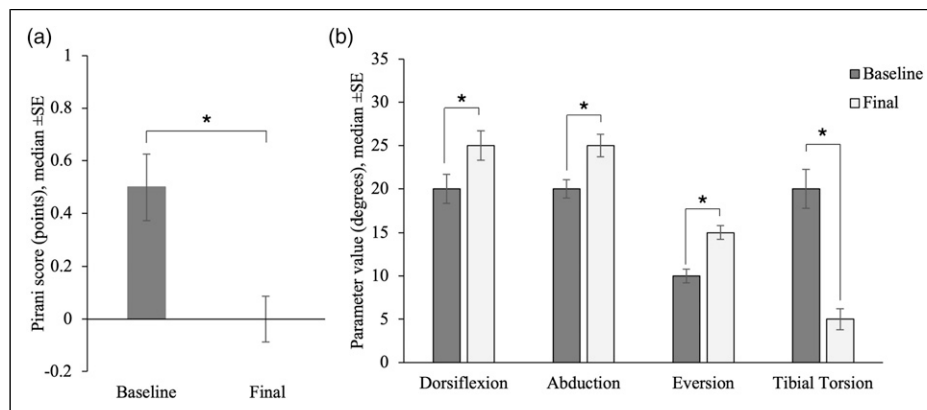 (a)
Pirani score (points), median ±SE
1
0.8
0.6
0.4
0.2
0
-0.2
*
Baseline
Final
(b)
Parameter value (degrees), median ±SE
35
30
25
20
15
10
5
0
*
*
*
*
Dorsiflexion
Abduction
Eversion
Tibial Torsion
Baseline
Final